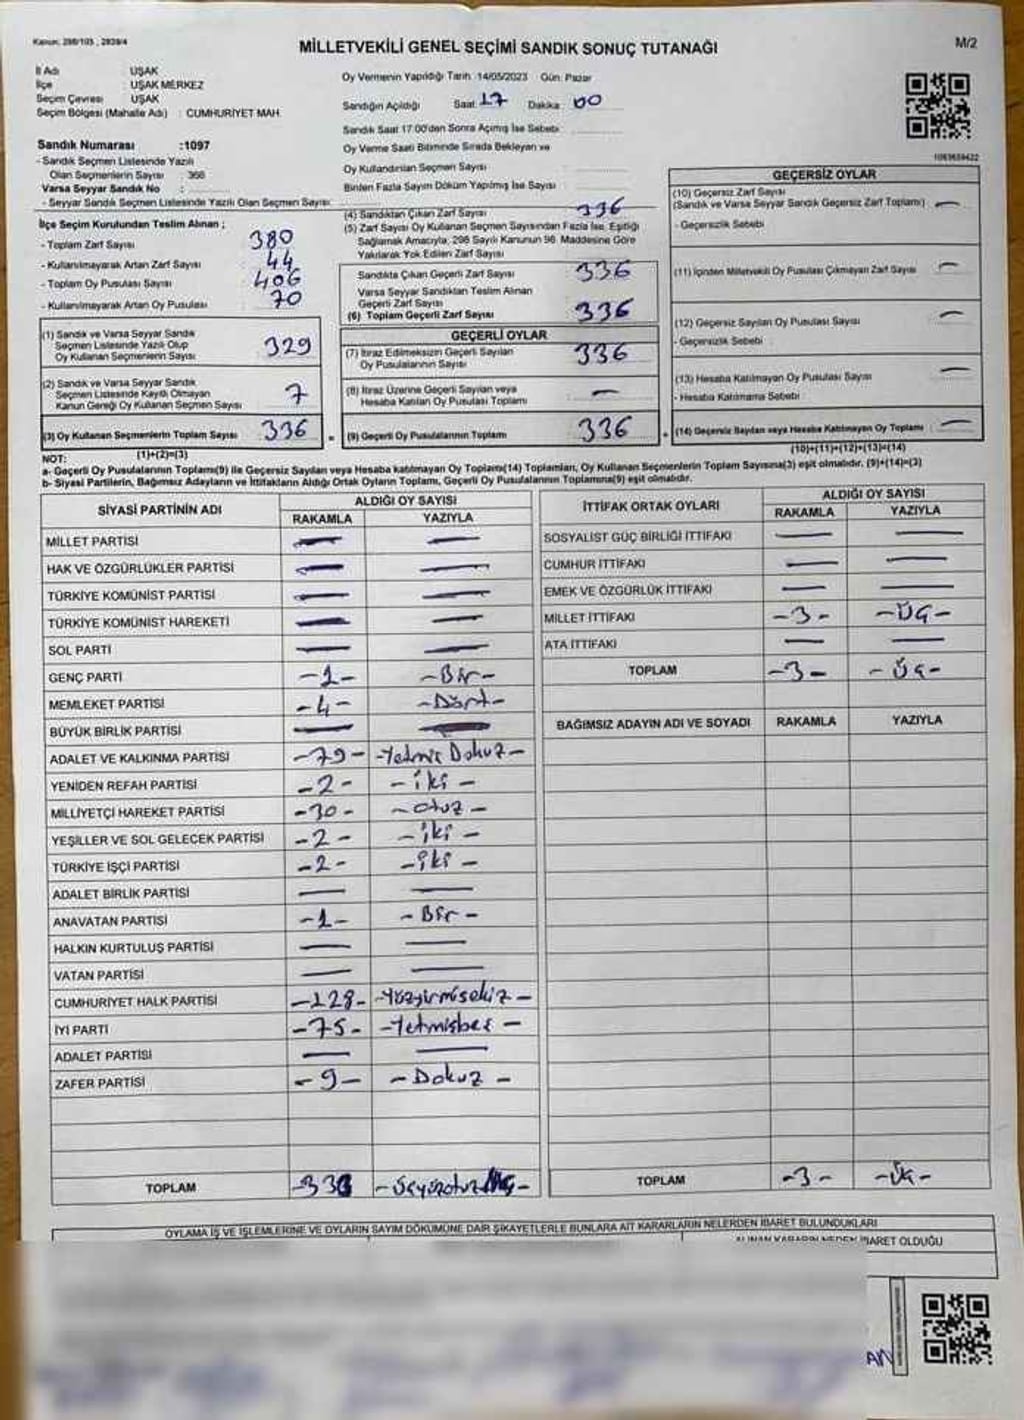 Kanun: 298/105 , 2839/4
MİLLETVEKİLİ GENEL SEÇİMİ SANDIK SONUÇ TUTANAĞI
M/2
İl Adı : UŞAK
İlçe : UŞAK MERKEZ
Seçim Çevresi : UŞAK
Seçim Bölgesi (Mahalle Adı) : CUMHURİYET MAH.
Oy Vermenin Yapıldığı Tarih: 14/05/2023 Gün: Pazar
Sandığın Açıldığı Saat: 17 Dakika: 00
Sandık Saat 17:00'den Sonra Açılmış İse Sebebi:
Oy Verme Saati Bitiminde Sırada Bekleyen ve
Oy Kullandırılan Seçmen Sayısı :
Birden Fazla Sayım Döküm Yapılmış İse Sayısı :
Sandık Numarası :1097
- Sandık Seçmen Listesinde Yazılı
Olan Seçmenlerin Sayısı : 366
Varsa Seyyar Sandık No :
- Seyyar Sandık Seçmen Listesinde Yazılı Olan Seçmen Sayısı:
İlçe Seçim Kurulundan Teslim Alınan ;
- Toplam Zarf Sayısı 380
- Kullanılmayarak Artan Zarf Sayısı 44
- Toplam Oy Pusulası Sayısı 406
- Kullanılmayarak Artan Oy Pusulası 70
(1) Sandık ve Varsa Seyyar Sandık
Seçmen Listesinde Yazılı Olup
Oy Kullanan Seçmenlerin Sayısı 329
(2) Sandık ve Varsa Seyyar Sandık
Seçmen Listesinde Kayıtlı Olmayan
Kanun Gereği Oy Kullanan Seçmen Sayısı 7
(3) Oy Kullanan Seçmenlerin Toplam Sayısı 336
(1)+(2)=(3)
(4) Sandıktan Çıkan Zarf Sayısı 336
(5) Zarf Sayısı Oy Kullanan Seçmen Sayısından Fazla İse, Eşitliği
Sağlamak Amacıyla, 298 Sayılı Kanunun 98. Maddesine Göre
Yakılarak Yok Edilen Zarf Sayısı
Sandıkta Çıkan Geçerli Zarf Sayısı 336
Varsa Seyyar Sandıktan Teslim Alınan
Geçerli Zarf Sayısı
(6) Toplam Geçerli Zarf Sayısı 336
GEÇERLİ OYLAR
(7) İtiraz Edilmeksizin Geçerli Sayılan
Oy Pusulalarının Sayısı 336
(8) İtiraz Üzerine Geçerli Sayılan veya
Hesaba Katılan Oy Pusulası Toplamı —
(9) Geçerli Oy Pusulalarının Toplamı 336
GEÇERSİZ OYLAR
(10) Geçersiz Zarf Sayısı
(Sandık ve Varsa Seyyar Sandık Geçersiz Zarf Toplamı) —
- Geçersizlik Sebebi :
(11) İçinden Milletvekili Oy Pusulası Çıkmayan Zarf Sayısı —
(12) Geçersiz Sayılan Oy Pusulası Sayısı —
- Geçersizlik Sebebi :
(13) Hesaba Katılmayan Oy Pusulası Sayısı —
- Hesaba Katılmama Sebebi
(14) Geçersiz Sayılan veya Hesaba Katılmayan Oy Toplamı —
(10)+(11)+(12)+(13)=(14)
NOT:
a- Geçerli Oy Pusulalarının Toplamı(9) ile Geçersiz Sayılan veya Hesaba katılmayan Oy Toplamı(14) Toplamları, Oy Kullanan Seçmenlerin Toplam Sayısına(3) eşit olmalıdır. (9)+(14)=(3)
b- Siyasi Partilerin, Bağımsız Adayların ve İttifakların Aldığı Ortak Oyların Toplamı, Geçerli Oy Pusulalarının Toplamına(9) eşit olmalıdır.
SİYASİ PARTİNİN ADI
ALDIĞI OY SAYISI
RAKAMLA YAZIYLA
MİLLET PARTİSİ — —
HAK VE ÖZGÜRLÜKLER PARTİSİ — —
TÜRKİYE KOMÜNİST PARTİSİ — —
TÜRKİYE KOMÜNİST HAREKETİ — —
SOL PARTİ — —
GENÇ PARTİ -1- -Bir-
MEMLEKET PARTİSİ -4- -Dört-
BÜYÜK BİRLİK PARTİSİ — —
ADALET VE KALKINMA PARTİSİ -79- -Yetmiş Dokuz-
YENİDEN REFAH PARTİSİ -2- -iki-
MİLLİYETÇİ HAREKET PARTİSİ -30- -otuz-
YEŞİLLER VE SOL GELECEK PARTİSİ -2- -iki-
TÜRKİYE İŞÇİ PARTİSİ -2- -iki-
ADALET BİRLİK PARTİSİ — —
ANAVATAN PARTİSİ -1- -Bir-
HALKIN KURTULUŞ PARTİSİ — —
VATAN PARTİSİ — —
CUMHURİYET HALK PARTİSİ -128- -Yüzyirmisekiz-
İYİ PARTİ -75- -Yetmişbeş-
ADALET PARTİSİ — —
ZAFER PARTİSİ -9- -Dokuz-
TOPLAM -333 -Üçyüzotuz üç-
İTTİFAK ORTAK OYLARI
ALDIĞI OY SAYISI
RAKAMLA YAZIYLA
SOSYALİST GÜÇ BİRLİĞİ İTTİFAKI — —
CUMHUR İTTİFAKI — —
EMEK VE ÖZGÜRLÜK İTTİFAKI — —
MİLLET İTTİFAKI -3- -Üç-
ATA İTTİFAKI — —
TOPLAM -3- -Üç-
BAĞIMSIZ ADAYIN ADI VE SOYADI RAKAMLA YAZIYLA
TOPLAM -3- -Üç-
OYLAMA İŞ VE İŞLEMLERİNE VE OYLARIN SAYIM DÖKÜMÜNE DAİR ŞİKAYETLERLE BUNLARA AİT KARARLARIN NELERDEN İBARET BULUNDUKLARI
ALINAN KARARIN NEDEN İBARET OLDUĞU
AN